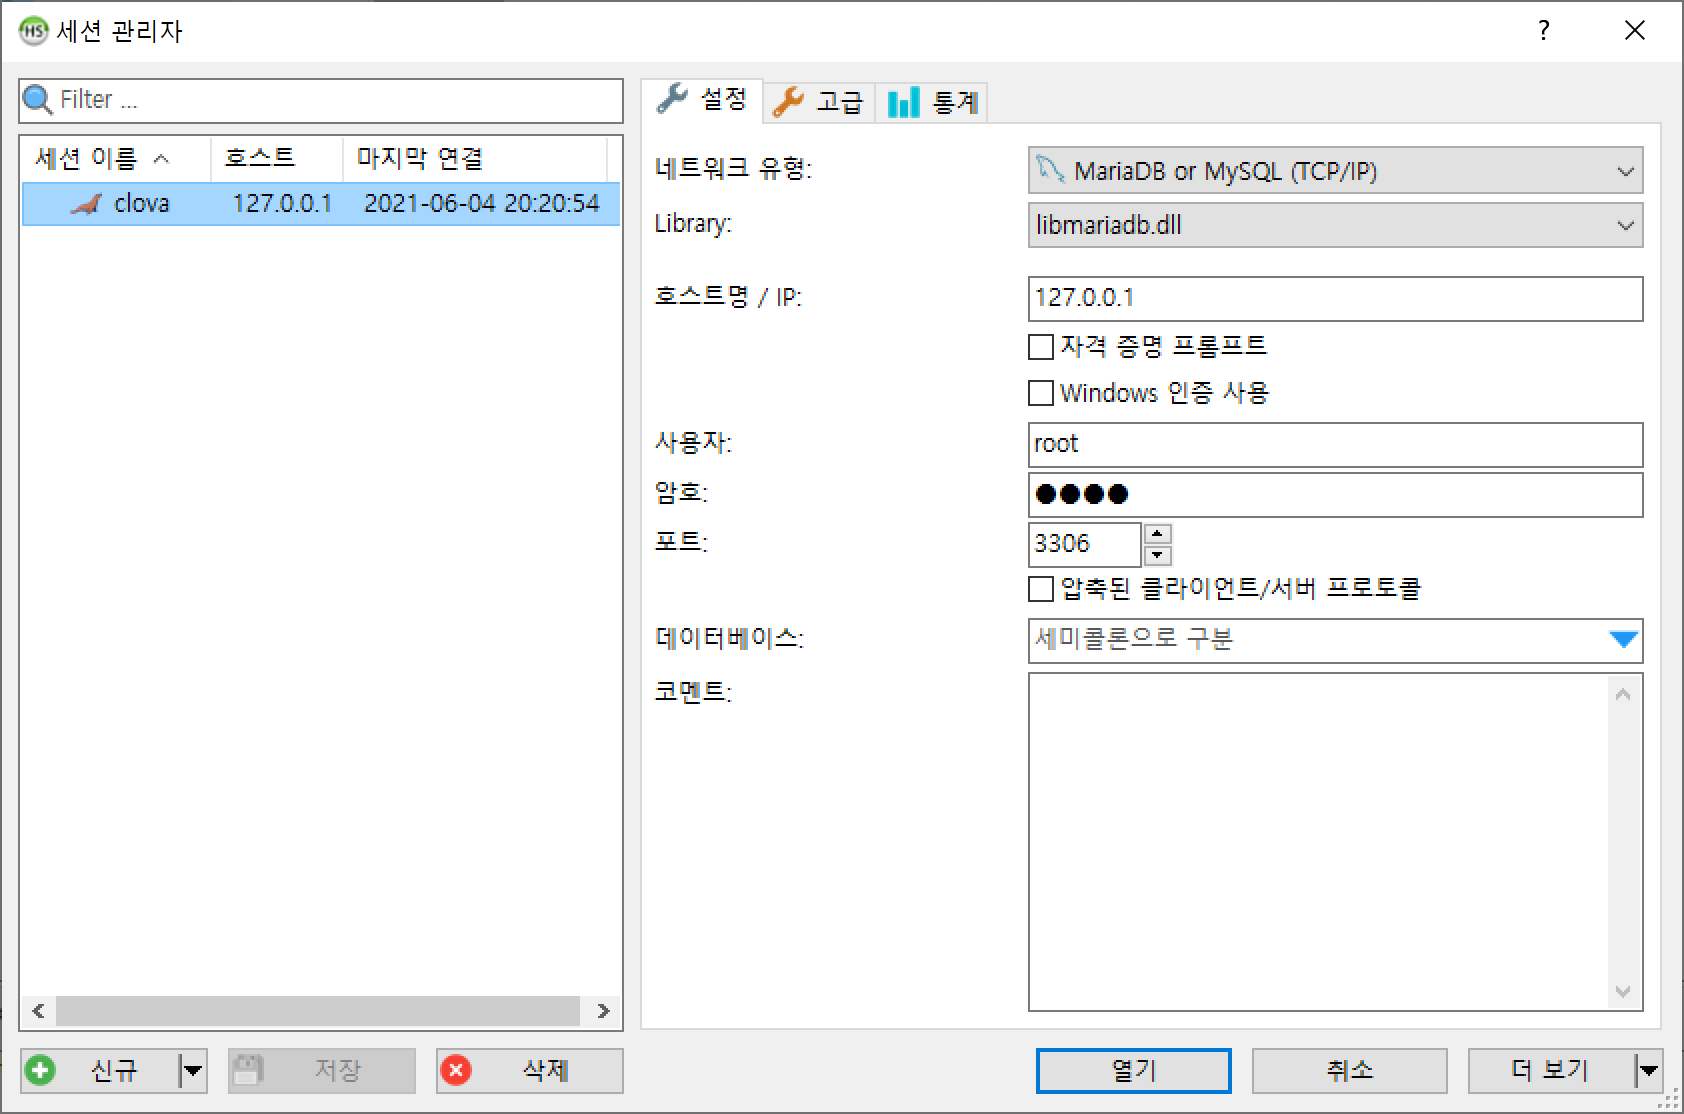 세션 관리자
?
Filter ...
세션 이름 호스트 마지막 연결
clova 127.0.0.1 2021-06-04 20:20:54
신규 저장 삭제
설정 고급 통계
네트워크 유형: MariaDB or MySQL (TCP/IP)
Library: libmariadb.dll
호스트명 / IP: 127.0.0.1
자격 증명 프롬프트
Windows 인증 사용
사용자: root
암호: ●●●●
포트: 3306
압축된 클라이언트/서버 프로토콜
데이터베이스: 세미콜론으로 구분
코멘트:
열기 취소 더 보기